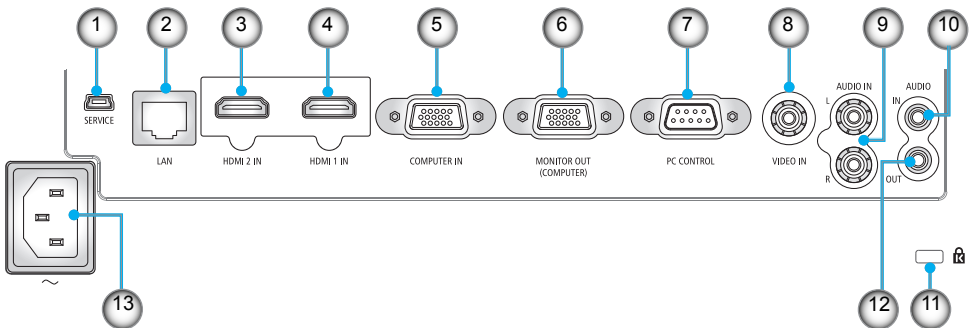 1
2
3
4
5
6
7
8
9
10
AUDIO IN
AUDIO
L
IN
SERVICE
LAN
HDMI 2 IN
HDMI 1 IN
COMPUTER IN
MONITOR OUT
(COMPUTER)
PC CONTROL
VIDEO IN
R
OUT
K
13
12
11